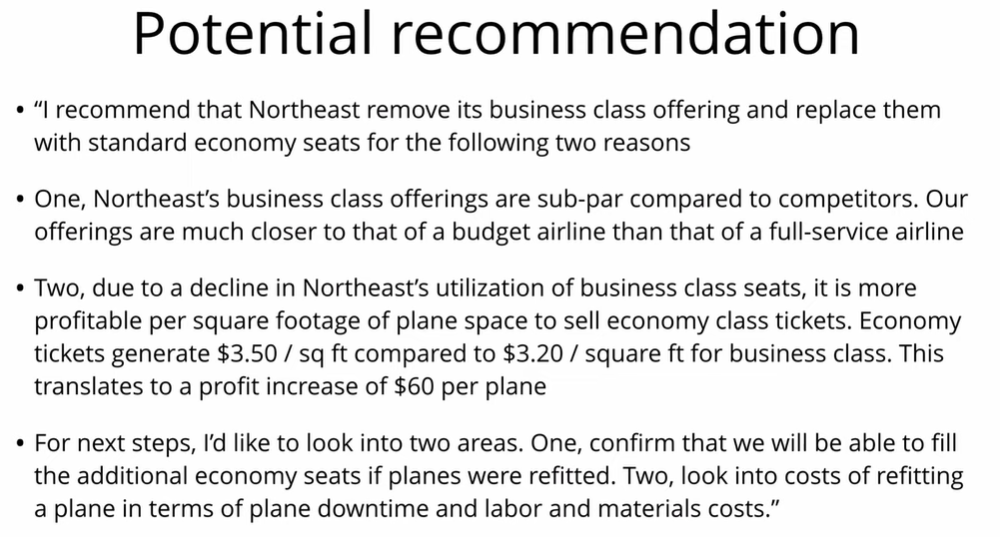 Potential recommendation
• “I recommend that Northeast remove its business class offering and replace them
with standard economy seats for the following two reasons
• One, Northeast’s business class offerings are sub-par compared to competitors. Our
offerings are much closer to that of a budget airline than that of a full-service airline
• Two, due to a decline in Northeast’s utilization of business class seats, it is more
profitable per square footage of plane space to sell economy class tickets. Economy
tickets generate $3.50 / sq ft compared to $3.20 / square ft for business class. This
translates to a profit increase of $60 per plane
• For next steps, I’d like to look into two areas. One, confirm that we will be able to fill
the additional economy seats if planes were refitted. Two, look into costs of refitting
a plane in terms of plane downtime and labor and materials costs.”